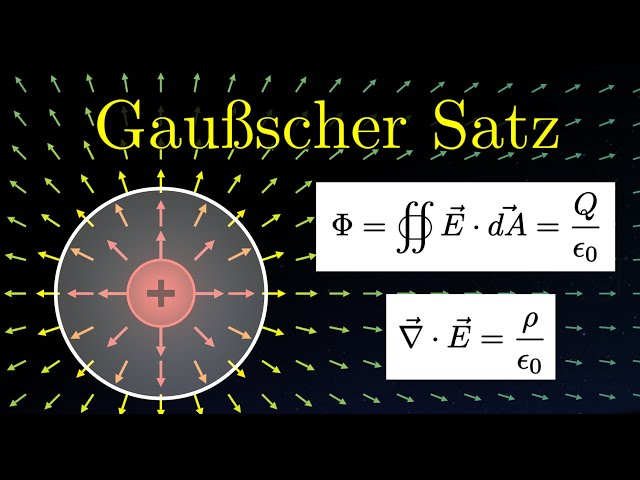 Gaußscher Satz
Φ = ∯ E⃗ · dA⃗ = Q/ϵ₀
+
∇⃗ · E⃗ = ρ/ϵ₀